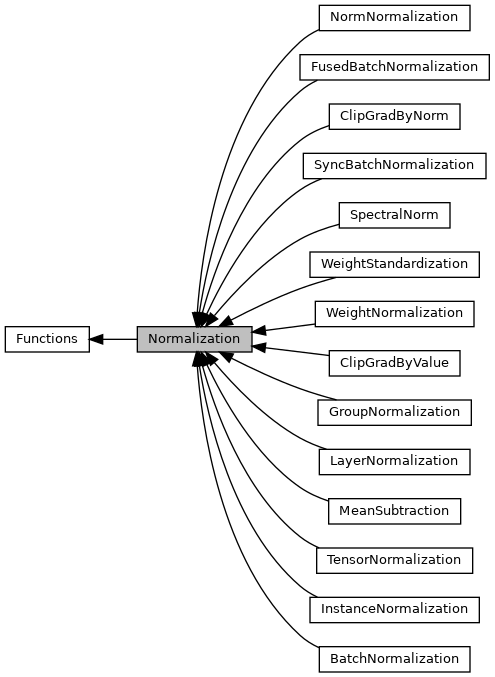 NormNormalization
FusedBatchNormalization
ClipGradByNorm
SyncBatchNormalization
SpectralNorm
WeightStandardization
WeightNormalization
Functions
Normalization
ClipGradByValue
GroupNormalization
LayerNormalization
MeanSubtraction
TensorNormalization
InstanceNormalization
BatchNormalization